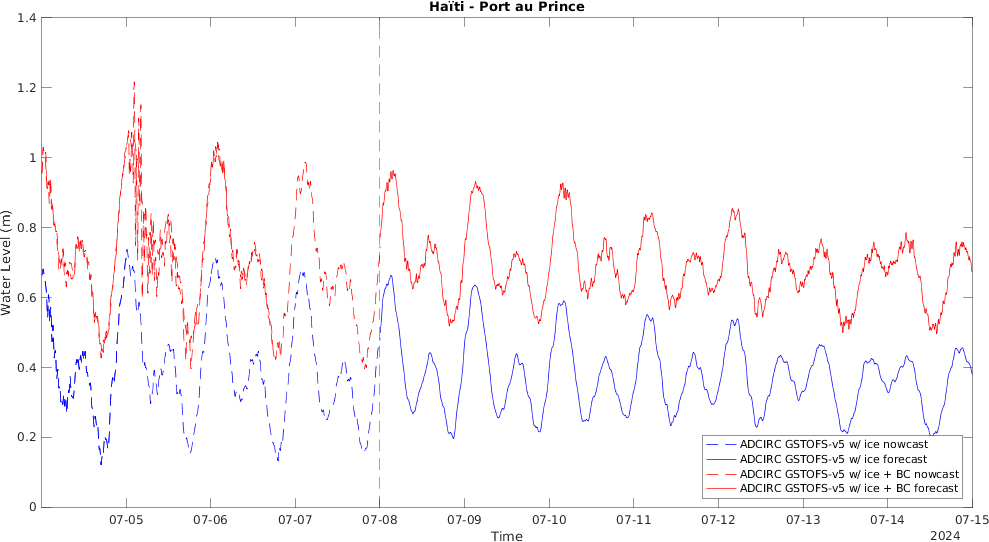 Haïti - Port au Prince
Water Level (m)
1.4
1.2
1
0.8
0.6
0.4
0.2
0
07-05 07-06 07-07 07-08 07-09 07-10 07-11 07-12 07-13 07-14 07-15
Time
2024
ADCIRC GSTOFS-v5 w/ ice nowcast
ADCIRC GSTOFS-v5 w/ ice forecast
ADCIRC GSTOFS-v5 w/ ice + BC nowcast
ADCIRC GSTOFS-v5 w/ ice + BC forecast